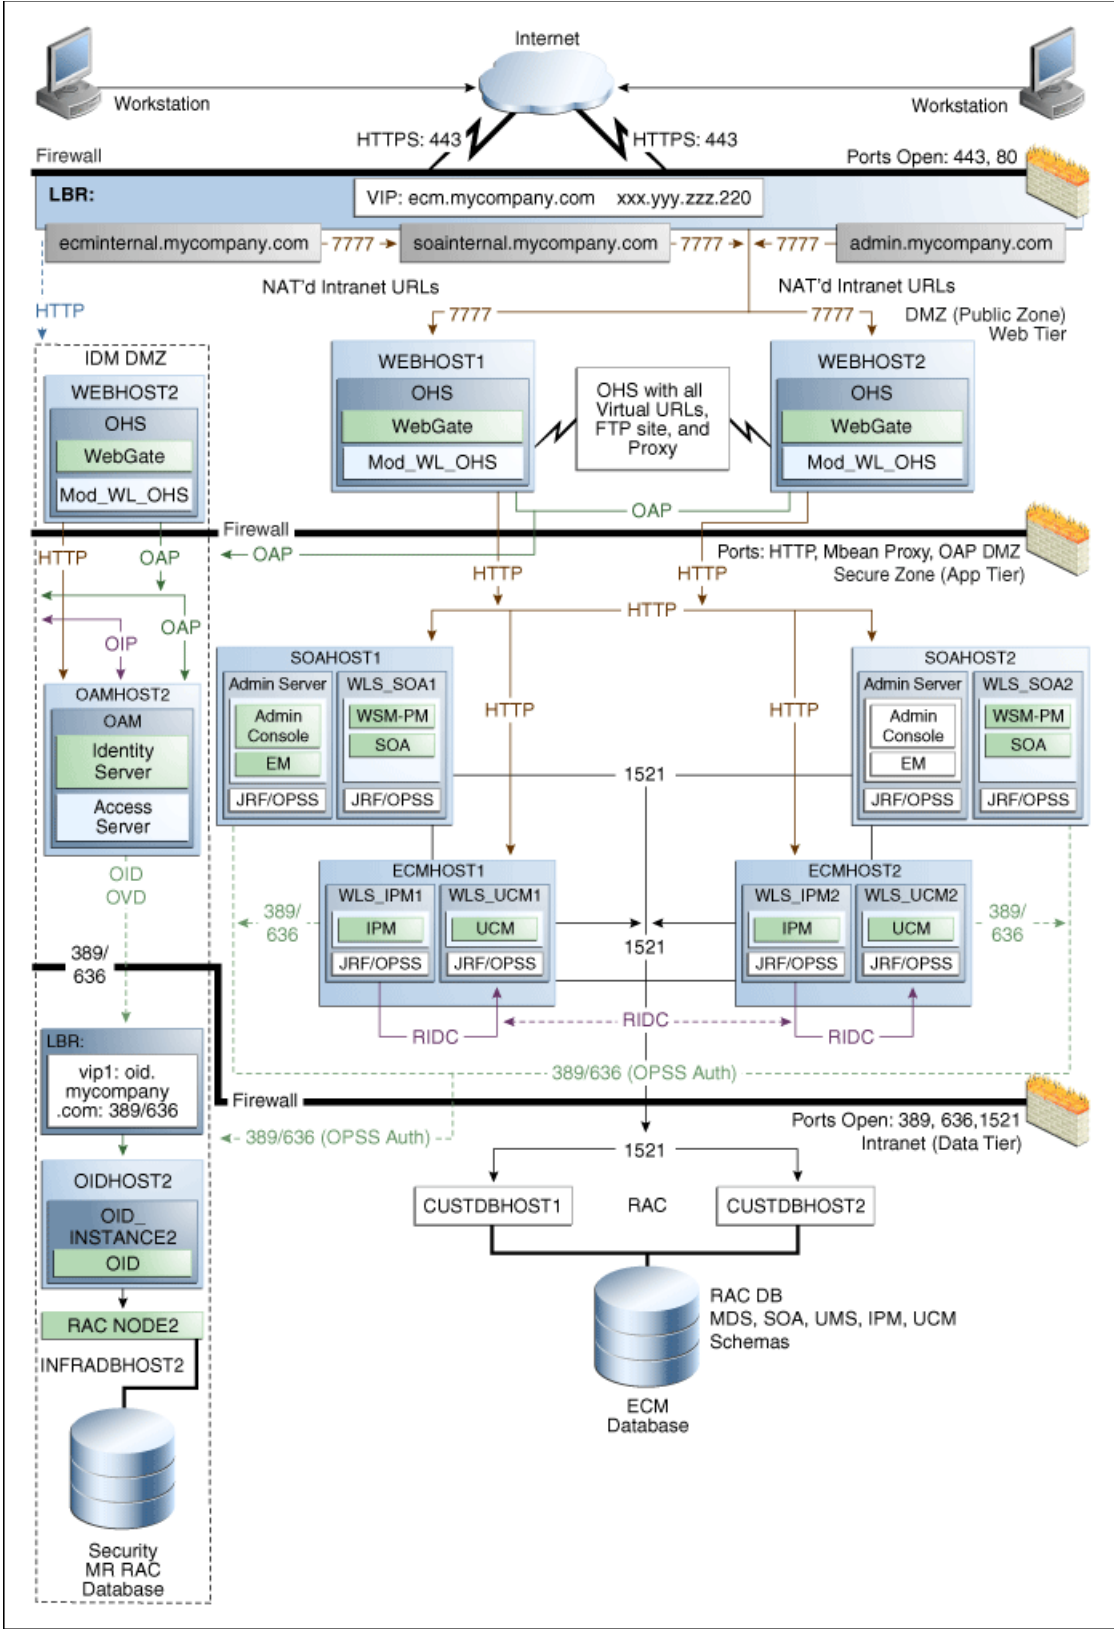 Internet
Workstation
Workstation
HTTPS: 443
HTTPS: 443
Firewall
Ports Open: 443, 80
LBR:
VIP: ecm.mycompany.com xxx.yyy.zzz.220
ecminternal.mycompany.com
7777
soainternal.mycompany.com
7777
7777
admin.mycompany.com
NAT'd Intranet URLs
NAT'd Intranet URLs
HTTP
7777
7777
DMZ (Public Zone)
Web Tier
IDM DMZ
WEBHOST2
OHS
WebGate
Mod_WL_OHS
WEBHOST1
OHS
WebGate
Mod_WL_OHS
OHS with all
Virtual URLs,
FTP site, and
Proxy
WEBHOST2
OHS
WebGate
Mod_WL_OHS
OAP
Firewall
HTTP
OAP
OAP
Ports: HTTP, Mbean Proxy, OAP DMZ
Secure Zone (App Tier)
HTTP
HTTP
HTTP
OAP
OIP
SOAHOST1
Admin Server
Admin
Console
EM
JRF/OPSS
WLS_SOA1
WSM-PM
SOA
JRF/OPSS
HTTP
HTTP
SOAHOST2
Admin Server
Admin
Console
EM
JRF/OPSS
WLS_SOA2
WSM-PM
SOA
JRF/OPSS
OAMHOST2
OAM
Identity
Server
Access
Server
1521
OID
OVD
ECMHOST1
WLS_IPM1
IPM
JRF/OPSS
WLS_UCM1
UCM
JRF/OPSS
ECMHOST2
WLS_IPM2
IPM
JRF/OPSS
WLS_UCM2
UCM
JRF/OPSS
389/
636
389/
636
1521
389/
636
RIDC
RIDC
RIDC
LBR:
vip1: oid.
mycompany
.com: 389/636
389/636 (OPSS Auth)
Firewall
Ports Open: 389, 636,1521
Intranet (Data Tier)
389/636 (OPSS Auth)
1521
OIDHOST2
OID_
INSTANCE2
OID
CUSTDBHOST1
RAC
CUSTDBHOST2
RAC NODE2
INFRADBHOST2
RAC DB
MDS, SOA, UMS, IPM, UCM
Schemas
ECM
Database
Security
MR RAC
Database